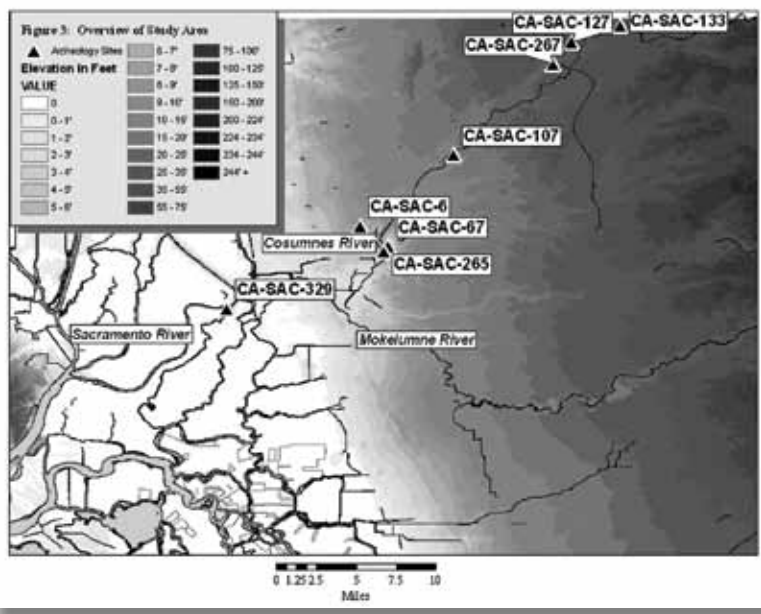 Figure 3: Overview of Study Area
Archeology Sites
Elevation in Feet
VALUE
0
0 - 1'
1 - 2'
2 - 3'
3 - 4'
4 - 5'
5 - 6'
6 - 7'
7 - 8'
8 - 9'
9 - 10'
10 - 15'
15 - 20'
20 - 25'
25 - 35'
35 - 55'
55 - 75'
75 - 100'
100 - 125'
125 - 150'
150 - 200'
200 - 224'
224 - 234'
234 - 244'
244' +
CA-SAC-127
CA-SAC-133
CA-SAC-267
CA-SAC-107
CA-SAC-6
CA-SAC-67
Cosumnes River
CA-SAC-265
CA-SAC-329
Sacramento River
Mokelumne River
0 1.25 2.5 5 7.5 10
Miles